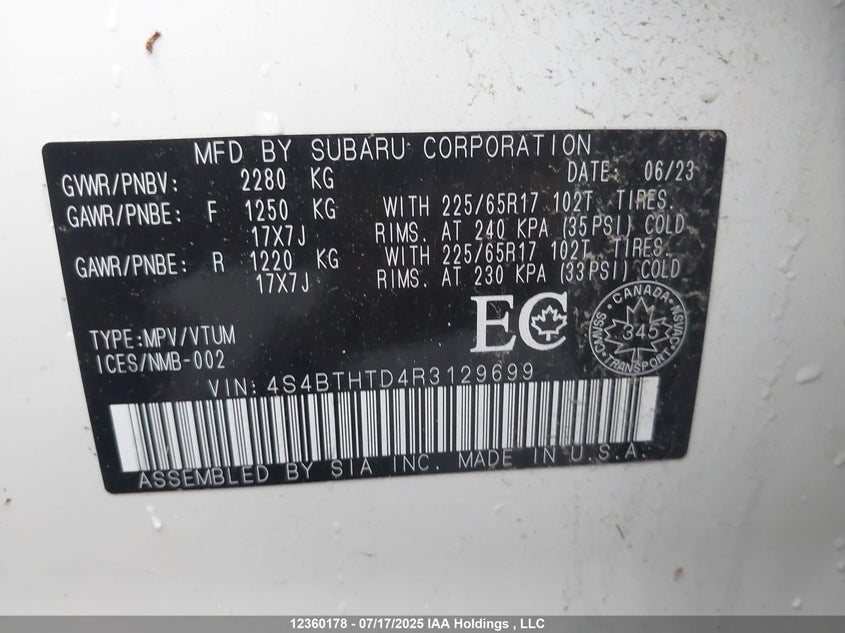 MFD BY SUBARU CORPORATION
GVWR/PNBV: 2280 KG DATE: 06/23
GAWR/PNBE: F 1250 KG WITH 225/65R17 102T TIRES.
17X7J RIMS. AT 240 KPA (35PSI) COLD
GAWR/PNBE: R 1220 KG WITH 225/65R17 102T TIRES.
17X7J RIMS. AT 230 KPA (33PSI) COLD
EC
CANADA
CMVSS 345 NSVAC
TRANSPORT
TYPE:MPV/VTUM
ICES/NMB-002
VIN: 4S4BTHTD4R3129699
ASSEMBLED BY SIA INC. MADE IN U.S.A.
12360178 - 07/17/2025 IAA Holdings , LLC